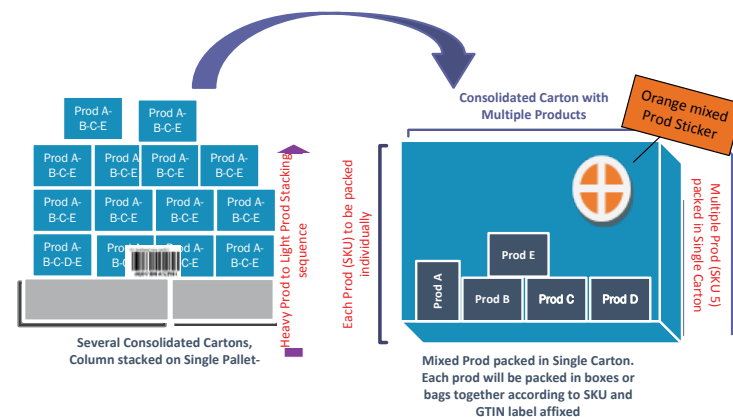 Prod A-
B-C-E
Prod A-
B-C-E
Prod A-
B-C-E
Prod A
B-C-E
Prod A-
B-C-E
Prod A-
B-C-E
Prod A-
B-C-E
Prod A-
B-C-E
Prod A-
B-C-E
Prod A-
B-C-E
Prod A-
B-C-D-E
Prod A-
B-C-E
Several Consolidated Cartons,
Column stacked on Single Pallet-
Heavy Prod to Light Prod Stacking
sequence
Each Prod (SKU) to be packed
individually
Consolidated Carton with
Multiple Products
Orange mixed
Prod Sticker
Prod A
Prod E
Prod B
Prod C
Prod D
Multiple Prod (SKU 5)
packed in Single Carton
Mixed Prod packed in Single Carton.
Each prod will be packed in boxes or
bags together according to SKU and
GTIN label affixed